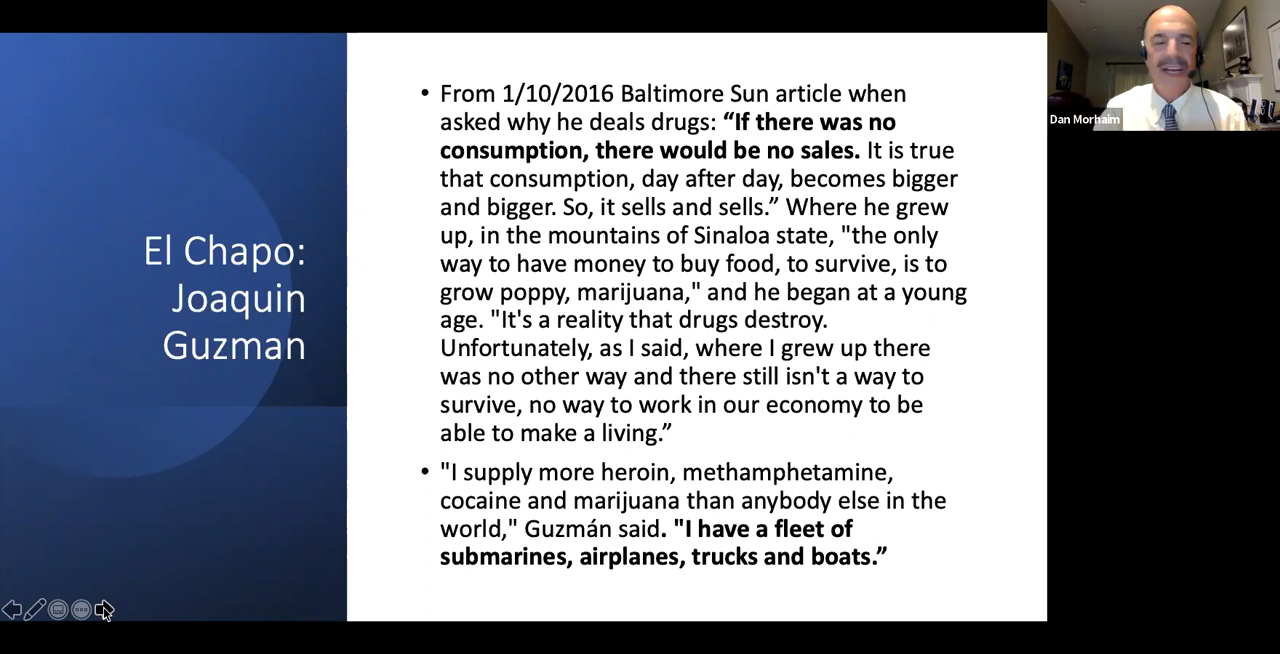 El Chapo:
Joaquin
Guzman
• From 1/10/2016 Baltimore Sun article when
asked why he deals drugs: “If there was no
consumption, there would be no sales. It is true
that consumption, day after day, becomes bigger
and bigger. So, it sells and sells.” Where he grew
up, in the mountains of Sinaloa state, "the only
way to have money to buy food, to survive, is to
grow poppy, marijuana," and he began at a young
age. "It's a reality that drugs destroy.
Unfortunately, as I said, where I grew up there
was no other way and there still isn't a way to
survive, no way to work in our economy to be
able to make a living.”
• "I supply more heroin, methamphetamine,
cocaine and marijuana than anybody else in the
world," Guzmán said. "I have a fleet of
submarines, airplanes, trucks and boats.”
Dan Morhaim